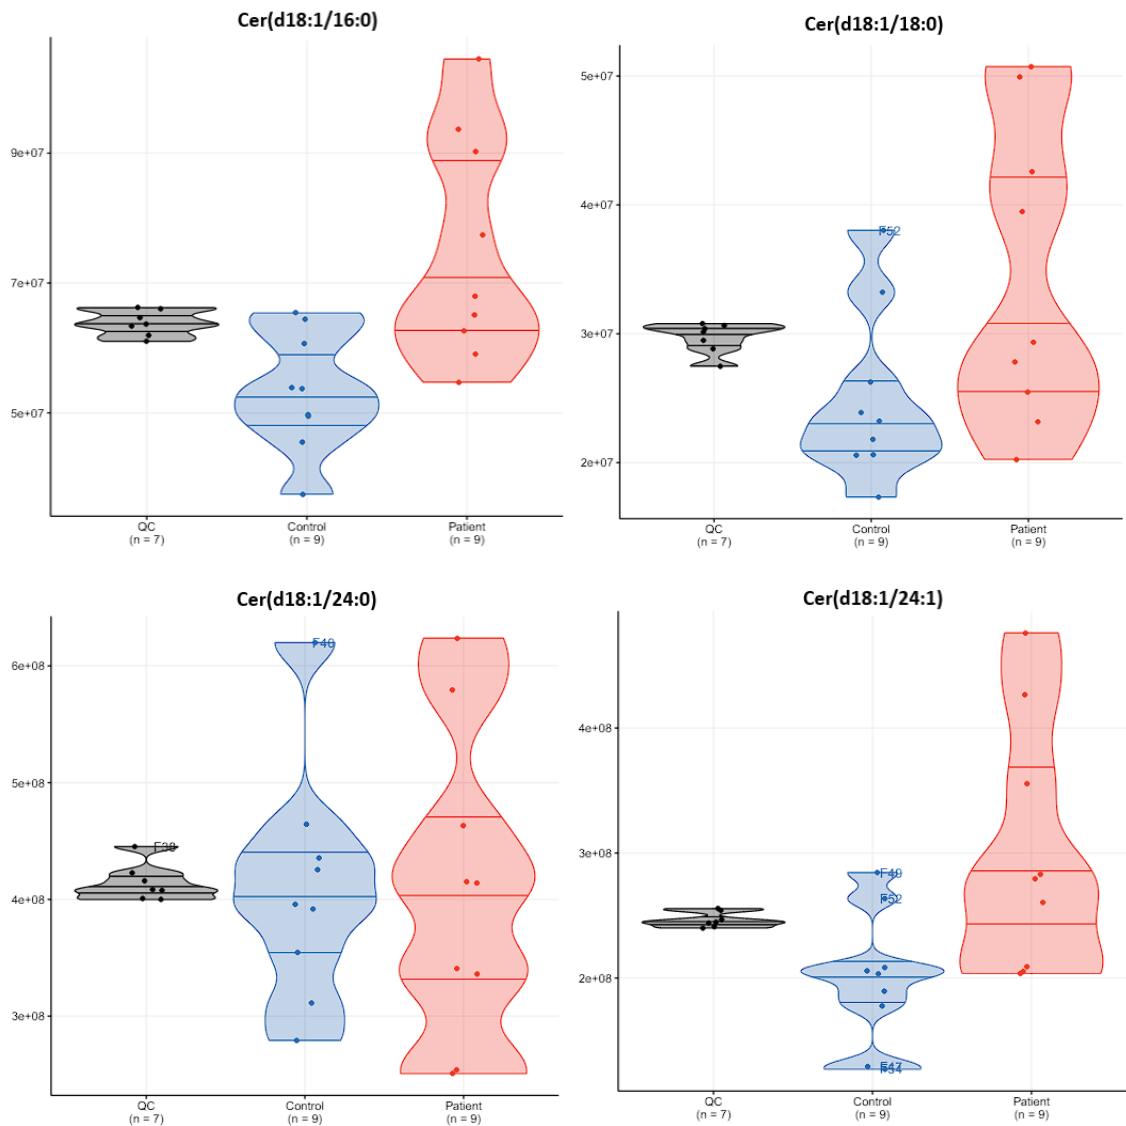 Cer(d18:1/16:0)
9e+07
7e+07
5e+07
QC
(n = 7)
Control
(n = 9)
Patient
(n = 9)
Cer(d18:1/18:0)
5e+07
4e+07
3e+07
2e+07
F52
QC
(n = 7)
Control
(n = 9)
Patient
(n = 9)
Cer(d18:1/24:0)
6e+08
5e+08
4e+08
3e+08
QC
(n = 7)
Control
(n = 9)
Patient
(n = 9)
Cer(d18:1/24:1)
4e+08
3e+08
2e+08
F49
F52
QC
(n = 7)
Control
(n = 9)
Patient
(n = 9)